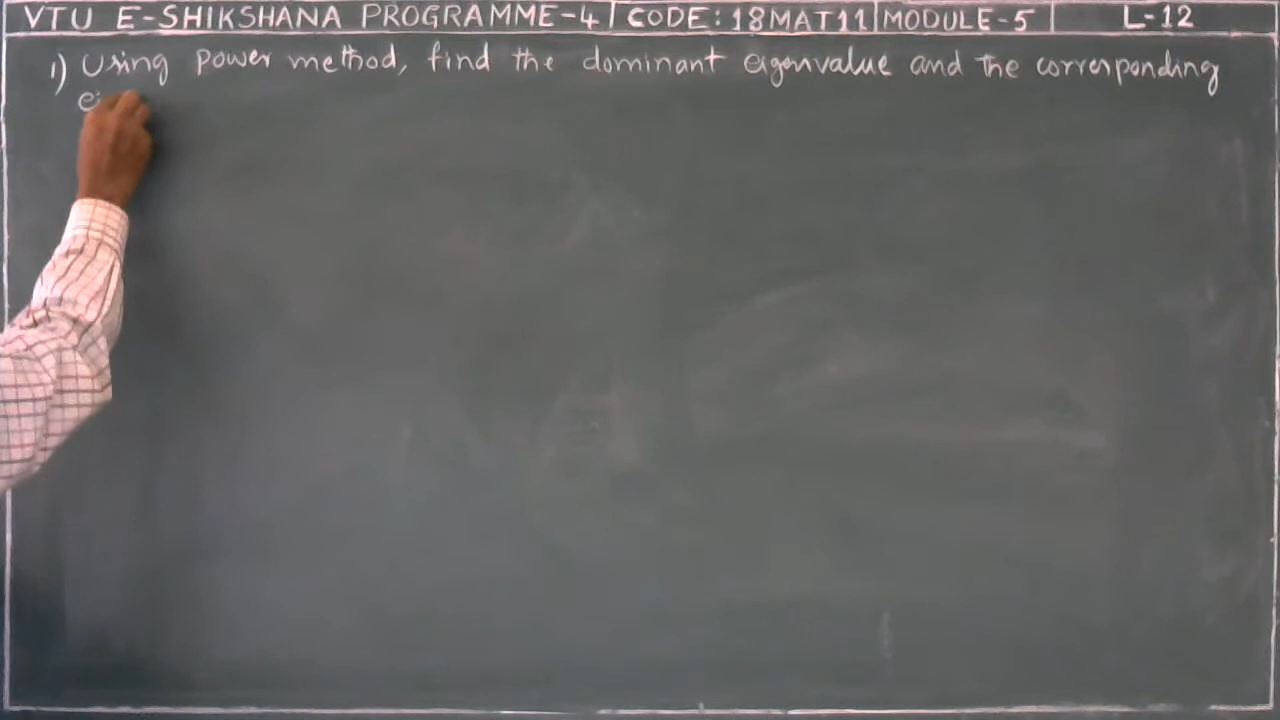 VTU E-SHIKSHANA PROGRAMME-4 CODE: 18MAT11 MODULE-5 L-12
1) Using power method, find the dominant eigenvalue and the corresponding
ei